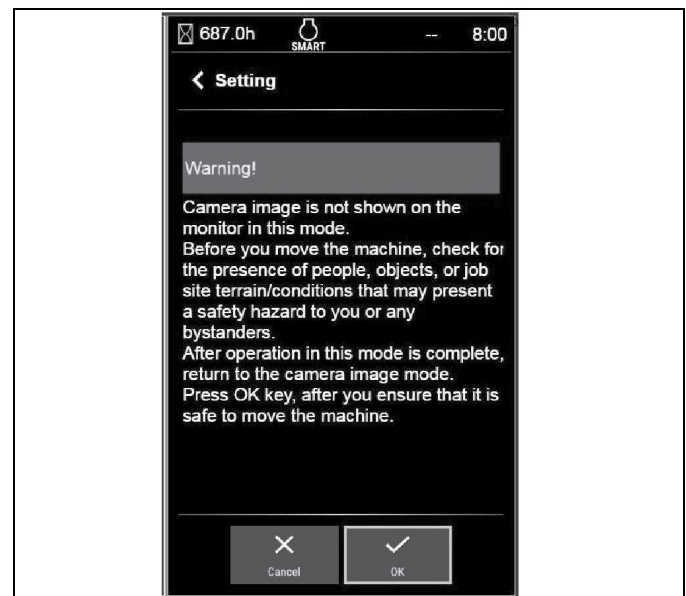 687.0h SMART -- 8:00
Setting
Warning!
Camera image is not shown on the
monitor in this mode.
Before you move the machine, check for
the presence of people, objects, or job
site terrain/conditions that may present
a safety hazard to you or any
bystanders.
After operation in this mode is complete,
return to the camera image mode.
Press OK key, after you ensure that it is
safe to move the machine.
Cancel OK